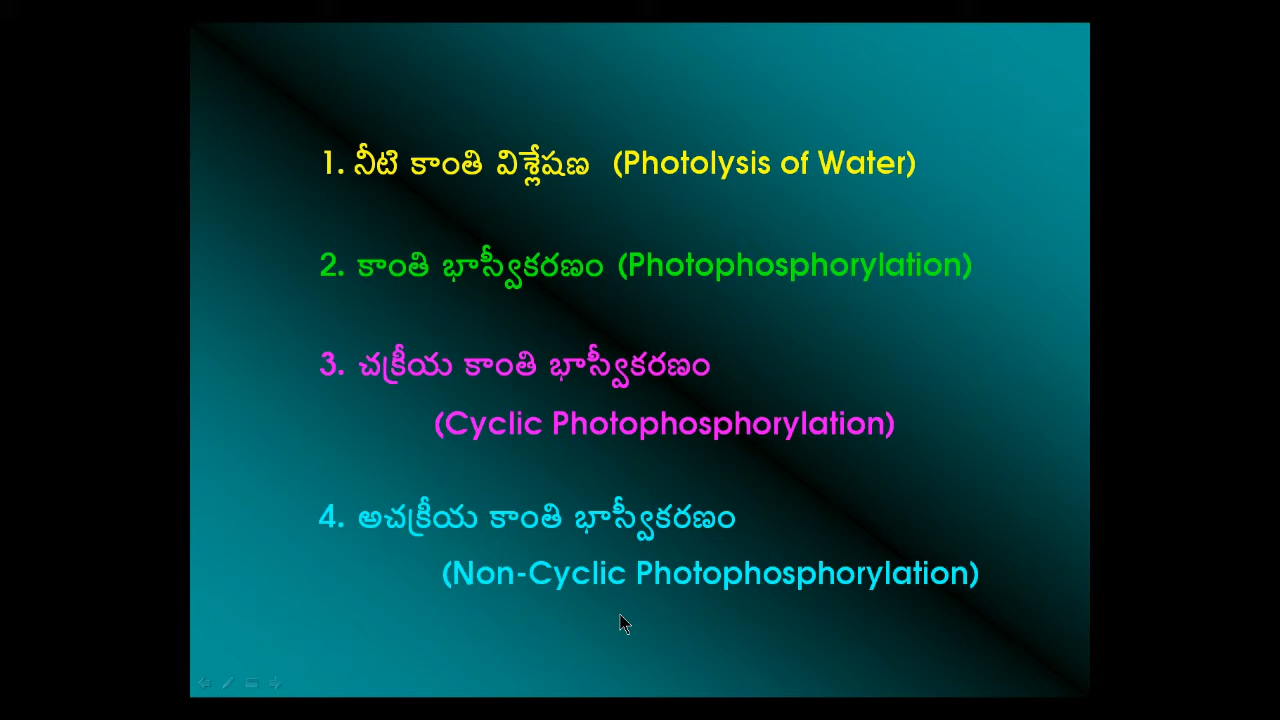 1. నీటి కాంతి విశ్లేషణ (Photolysis of Water)
2. కాంతి భాస్వీకరణం (Photophosphorylation)
3. చక్రీయ కాంతి భాస్వీకరణం
(Cyclic Photophosphorylation)
4. అచక్రీయ కాంతి భాస్వీకరణం
(Non-Cyclic Photophosphorylation)